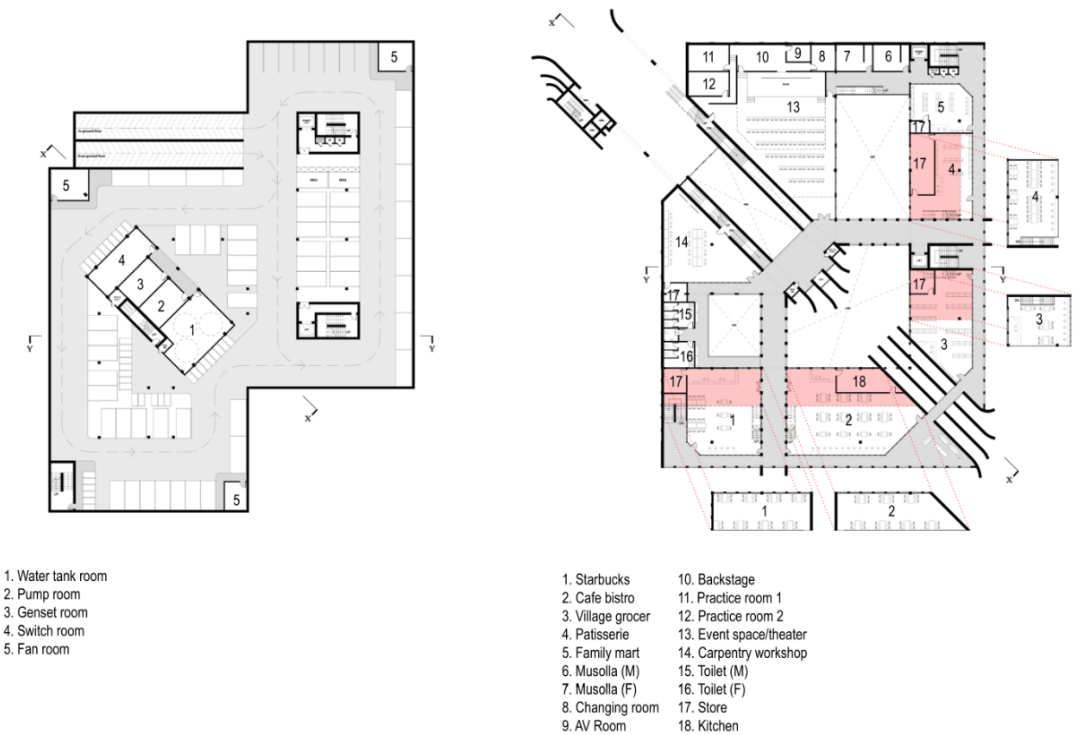 5
X
5
4
3
2
1
Y
Y
X
5
1. Water tank room
2. Pump room
3. Genset room
4. Switch room
5. Fan room
X
11
10
9
8
7
6
12
13
5
17
17
4
4
14
Y
Y
17
17
15
3
3
16
17
18
1
2
X
1
2
1. Starbucks
2. Cafe bistro
3. Village grocer
4. Patisserie
5. Family mart
6. Musolla (M)
7. Musolla (F)
8. Changing room
9. AV Room
10. Backstage
11. Practice room 1
12. Practice room 2
13. Event space/theater
14. Carpentry workshop
15. Toilet (M)
16. Toilet (F)
17. Store
18. Kitchen